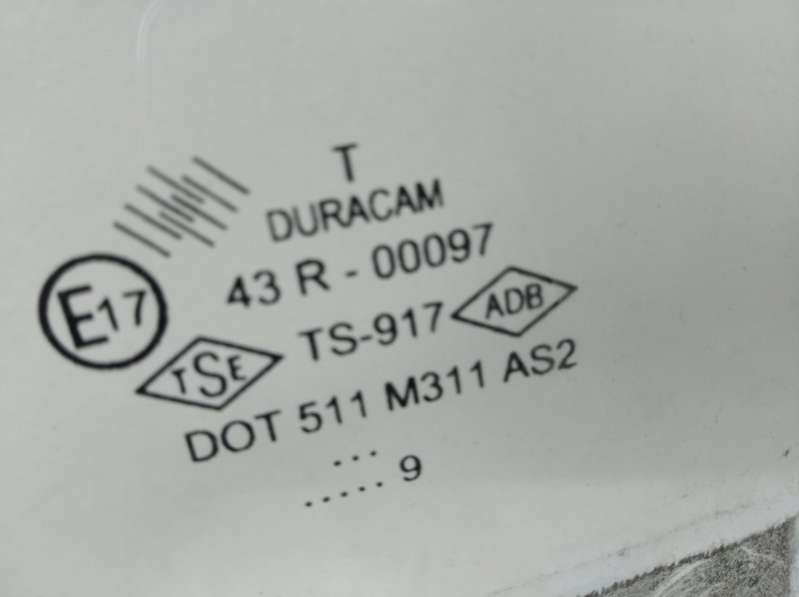 T
DURACAM
43 R - 00097
E17
TSE TS-917 ADB
DOT 511 M311 AS2
...
..... 9